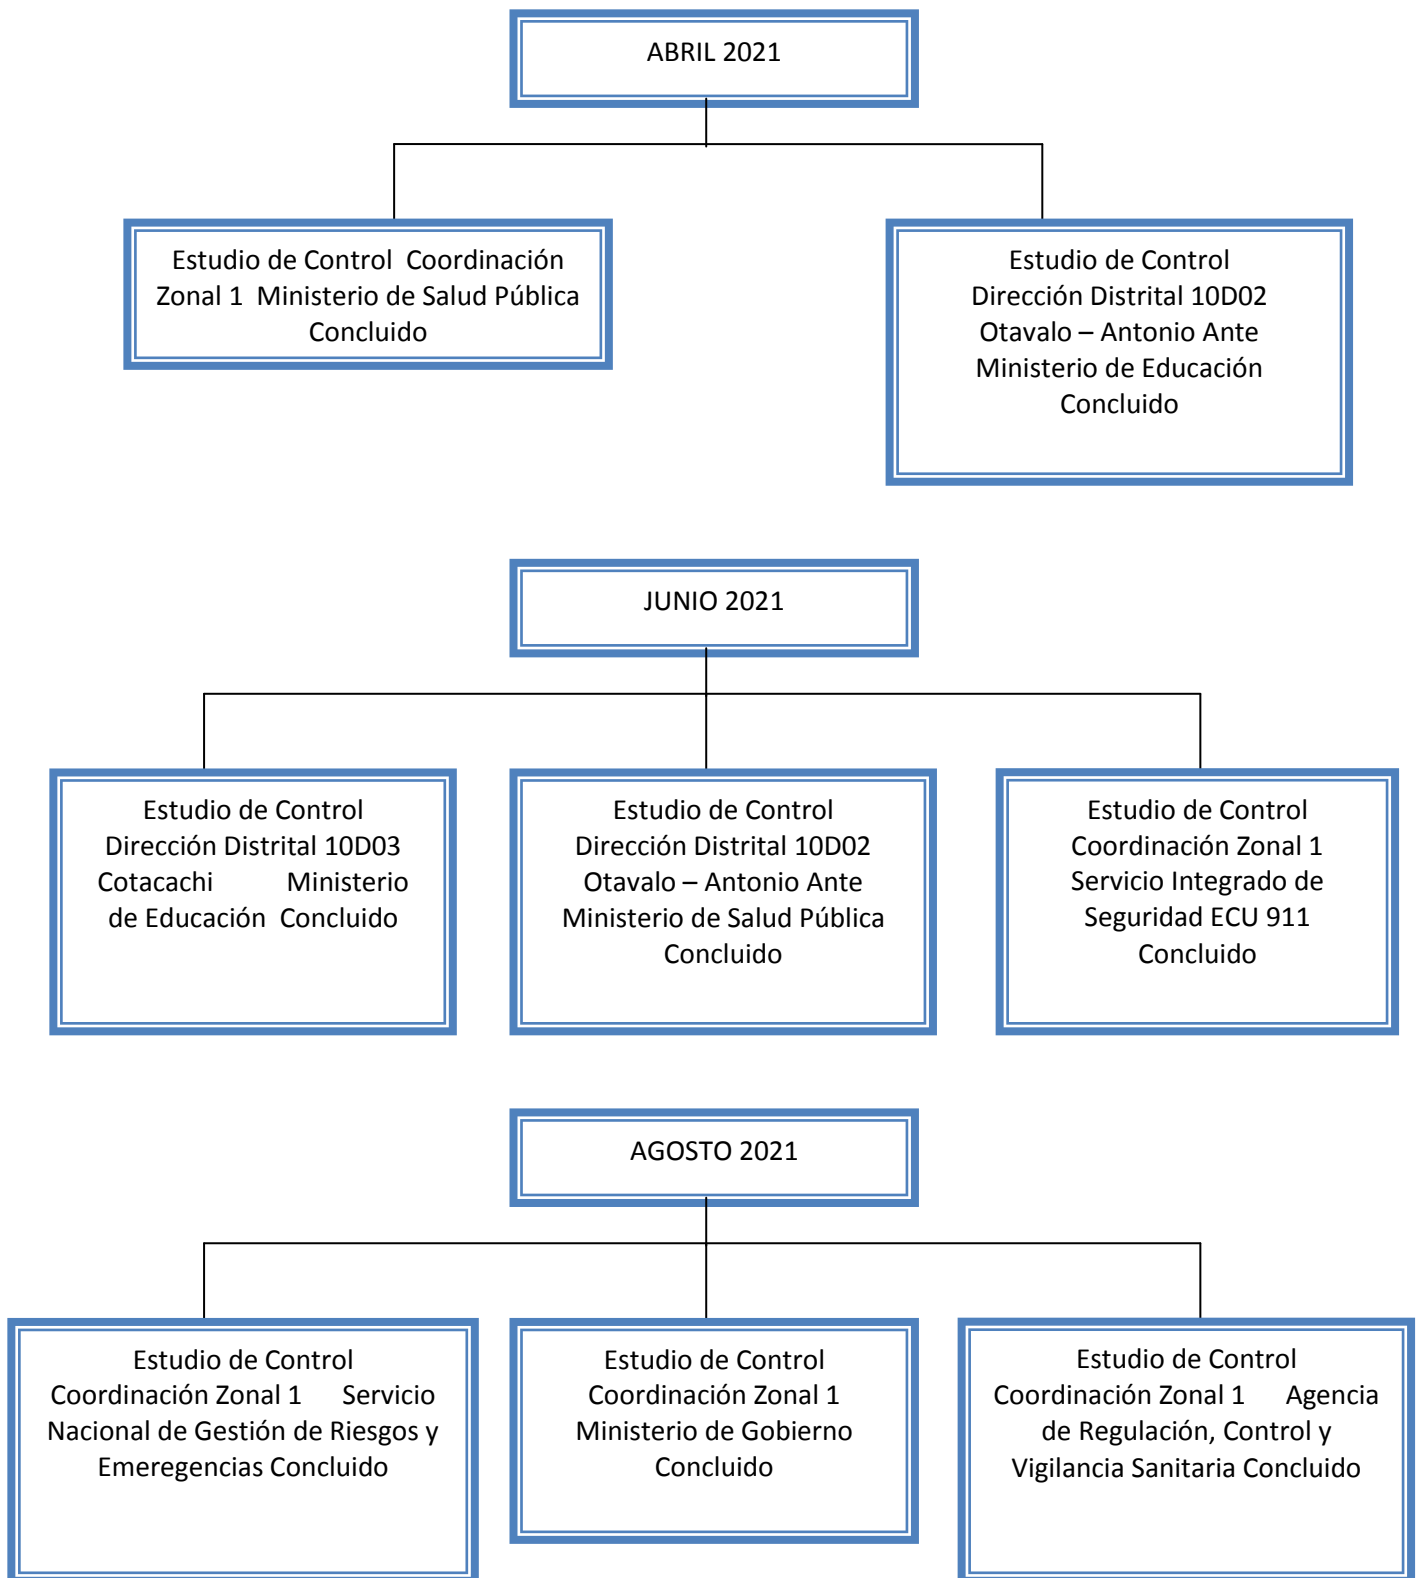 ABRIL 2021
Estudio de Control  Coordinación
Zonal 1  Ministerio de Salud Pública
Concluido
Estudio de Control
Dirección Distrital 10D02
Otavalo – Antonio Ante
Ministerio de Educación
Concluido
JUNIO 2021
Estudio de Control
Dirección Distrital 10D03
Cotacachi Ministerio
de Educación  Concluido
Estudio de Control
Dirección Distrital 10D02
Otavalo – Antonio Ante
Ministerio de Salud Pública
Concluido
Estudio de Control
Coordinación Zonal 1
Servicio Integrado de
Seguridad ECU 911
Concluido
AGOSTO 2021
Estudio de Control
Coordinación Zonal 1 Servicio
Nacional de Gestión de Riesgos y
Emeregencias Concluido
Estudio de Control
Coordinación Zonal 1
Ministerio de Gobierno
Concluido
Estudio de Control
Coordinación Zonal 1 Agencia
de Regulación, Control y
Vigilancia Sanitaria Concluido